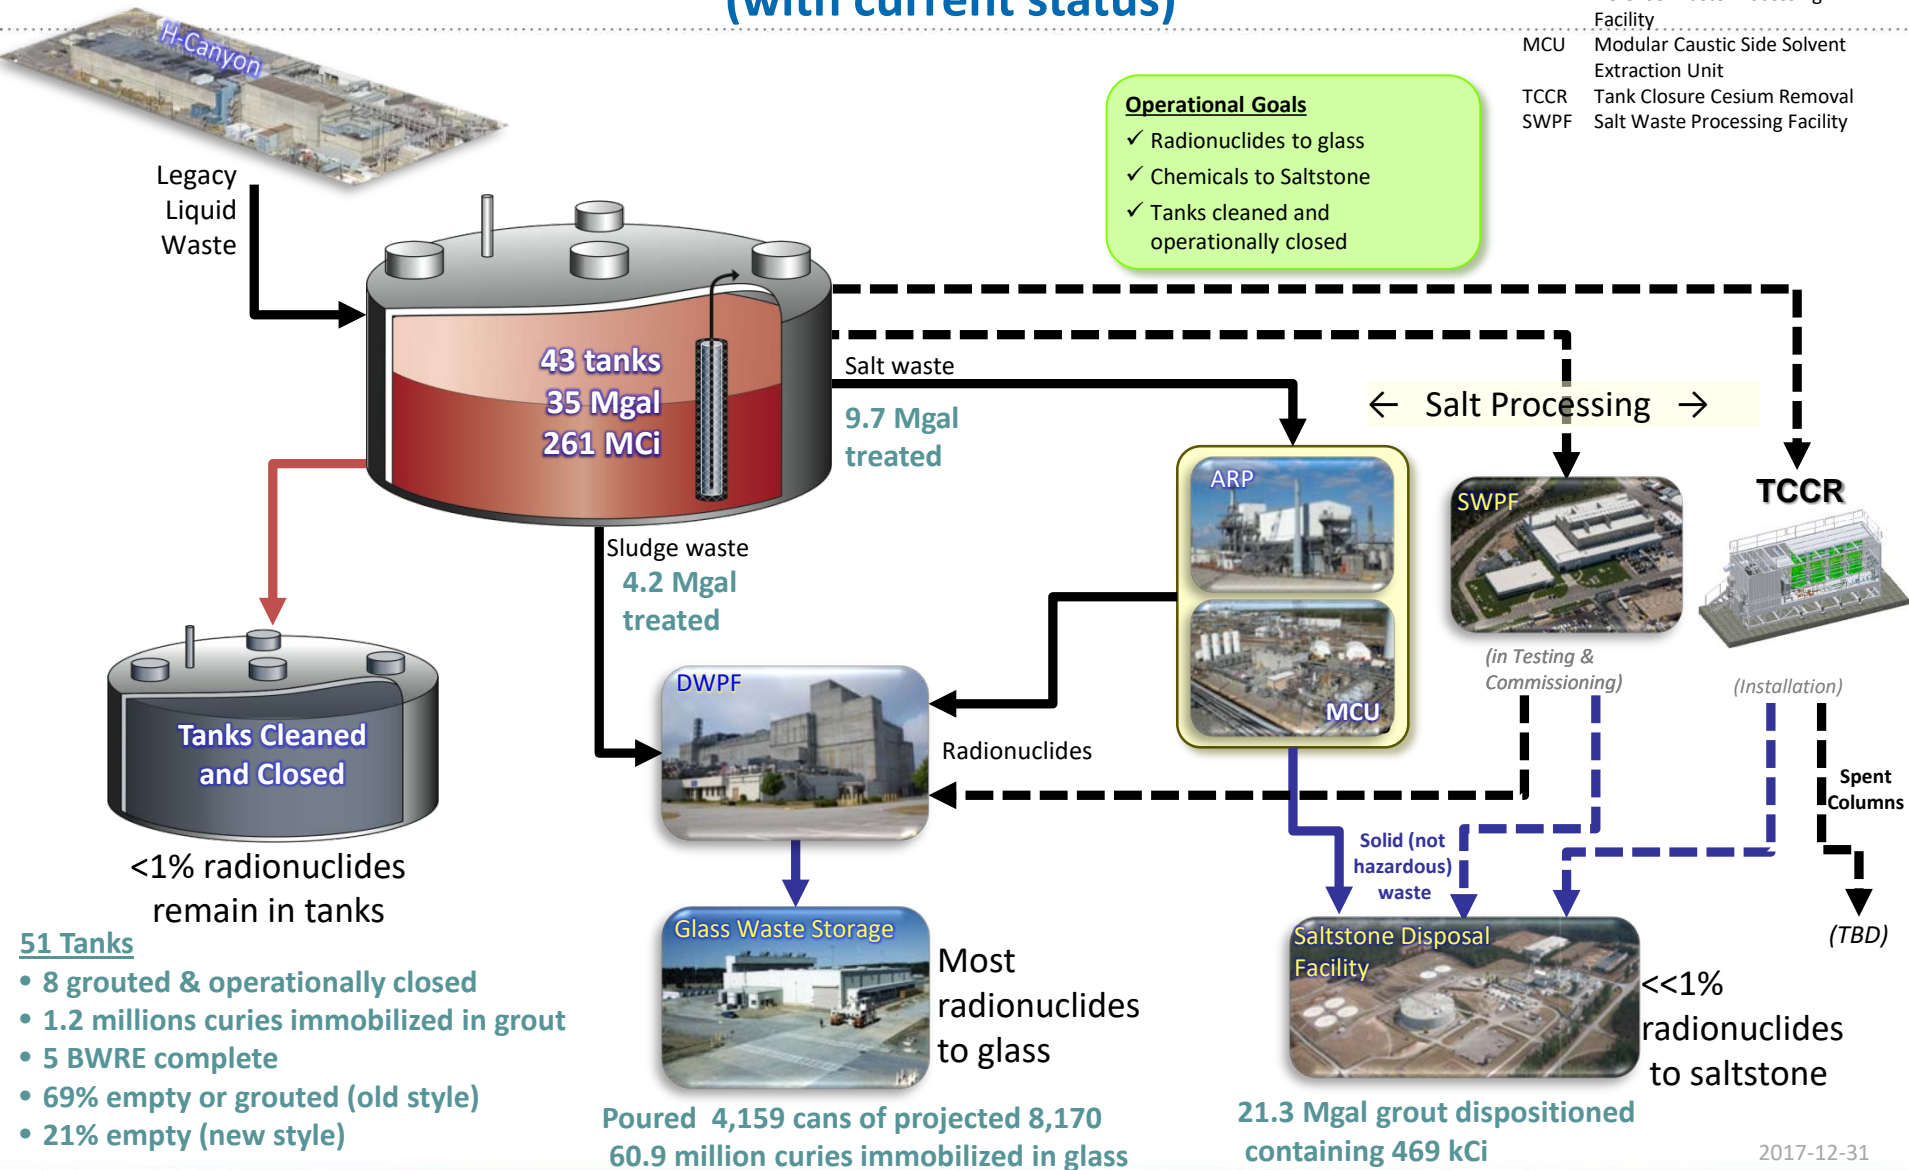 (with current status)
Facility
MCU Modular Caustic Side Solvent
Extraction Unit
TCCR Tank Closure Cesium Removal
SWPF Salt Waste Processing Facility
H-Canyon
Operational Goals
✓ Radionuclides to glass
✓ Chemicals to Saltstone
✓ Tanks cleaned and
operationally closed
Legacy
Liquid
Waste
43 tanks
35 Mgal
261 MCi
Salt waste
9.7 Mgal
treated
← Salt Processing →
ARP
MCU
SWPF
(in Testing &
Commissioning)
TCCR
(Installation)
Sludge waste
4.2 Mgal
treated
DWPF
Radionuclides
Tanks Cleaned
and Closed
<1% radionuclides
remain in tanks
Spent
Columns
(TBD)
Solid (not
hazardous)
waste
51 Tanks
• 8 grouted & operationally closed
• 1.2 millions curies immobilized in grout
• 5 BWRE complete
• 69% empty or grouted (old style)
• 21% empty (new style)
Glass Waste Storage
Most
radionuclides
to glass
Poured 4,159 cans of projected 8,170
60.9 million curies immobilized in glass
Saltstone Disposal
Facility
<<1%
radionuclides
to saltstone
21.3 Mgal grout dispositioned
containing 469 kCi
2017-12-31